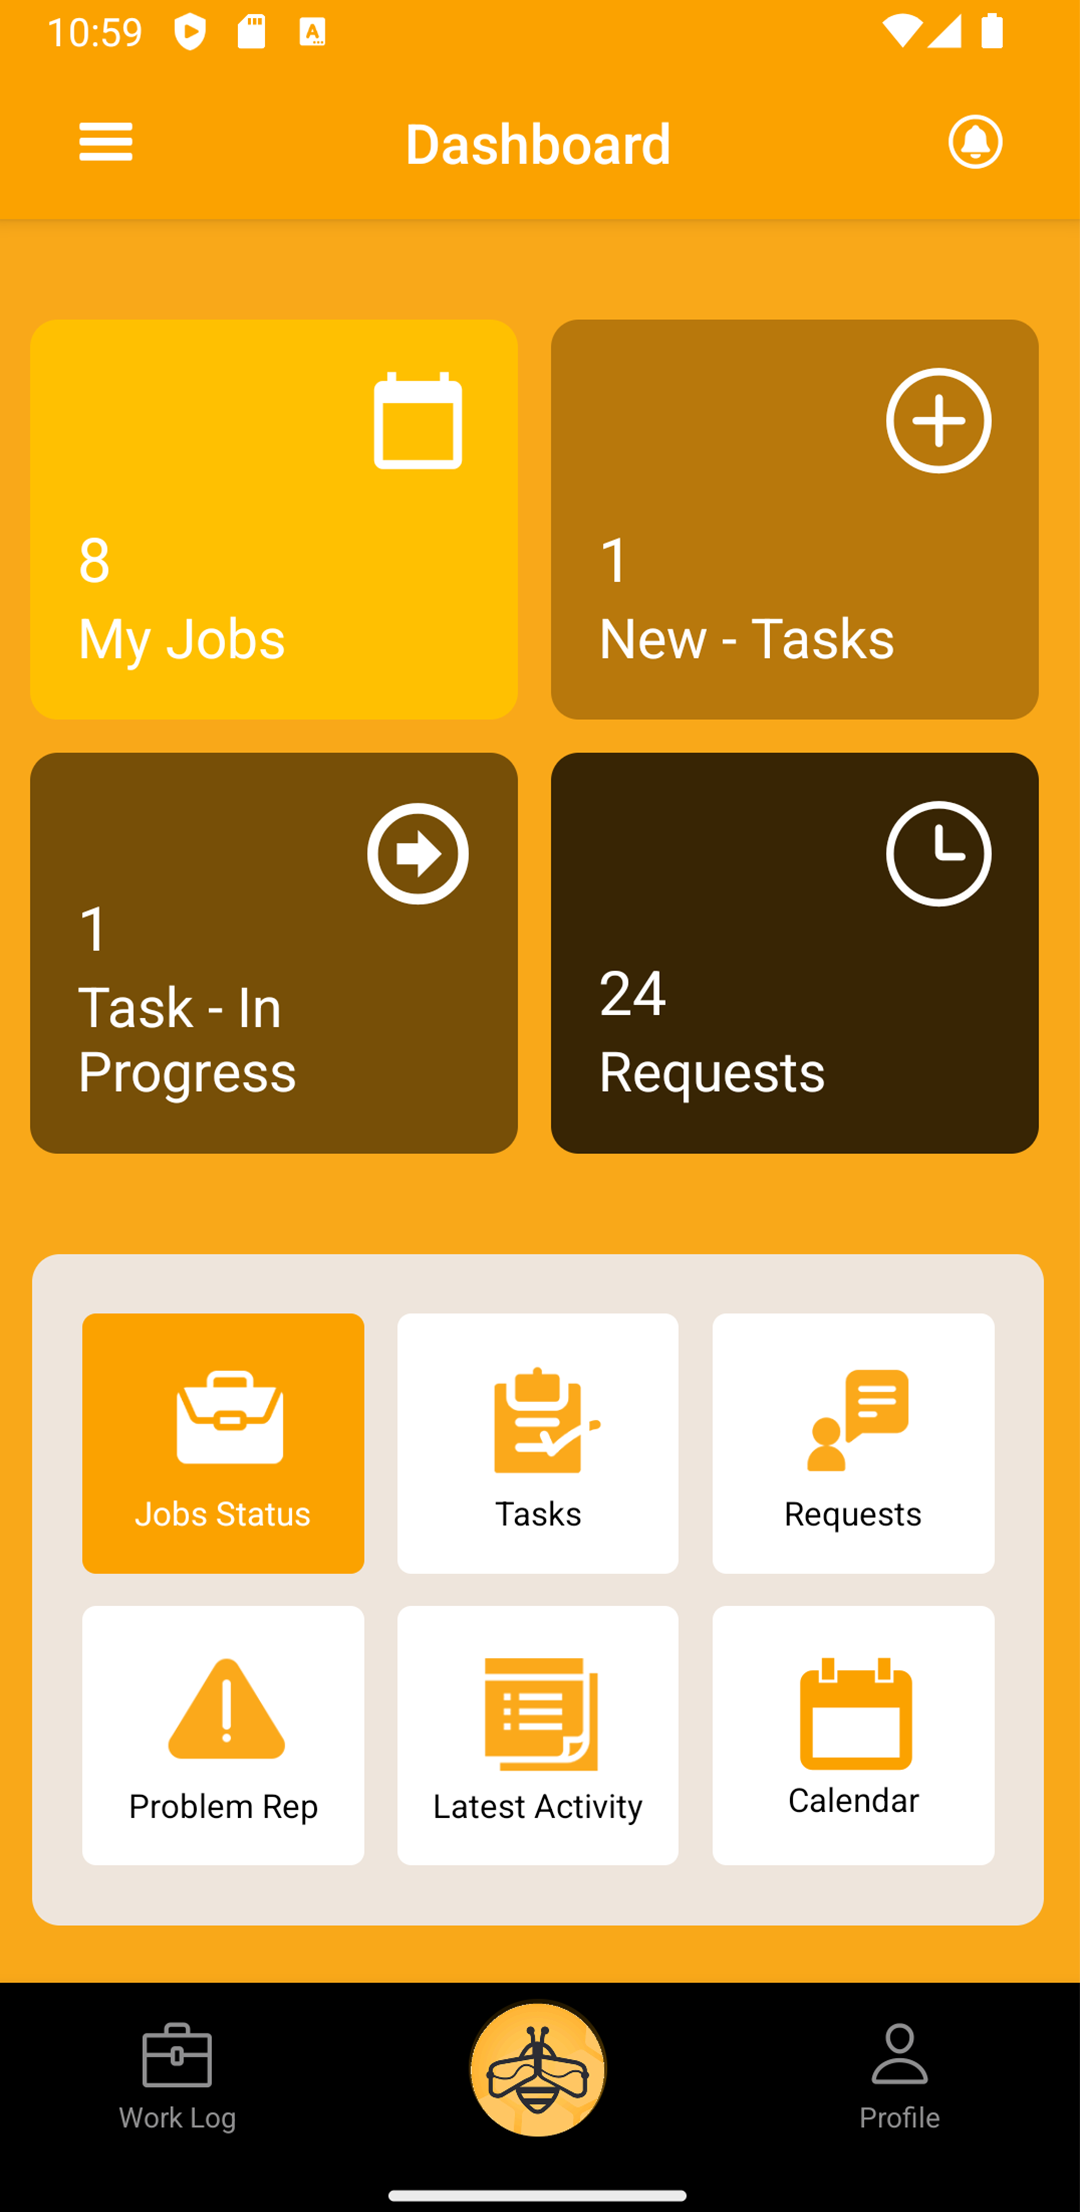 10:59
Dashboard
8
My Jobs
1
New - Tasks
1
Task - In
Progress
24
Requests
Jobs Status
Tasks
Requests
Problem Rep
Latest Activity
Calendar
Work Log
Profile